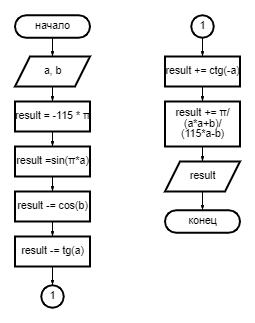 начало
a, b
result = -115 * π
result =sin(π*a)
result -= cos(b)
result -= tg(a)
1
1
result += ctg(-a)
result += π/
(a*a+b)/
(115*a-b)
result
конец